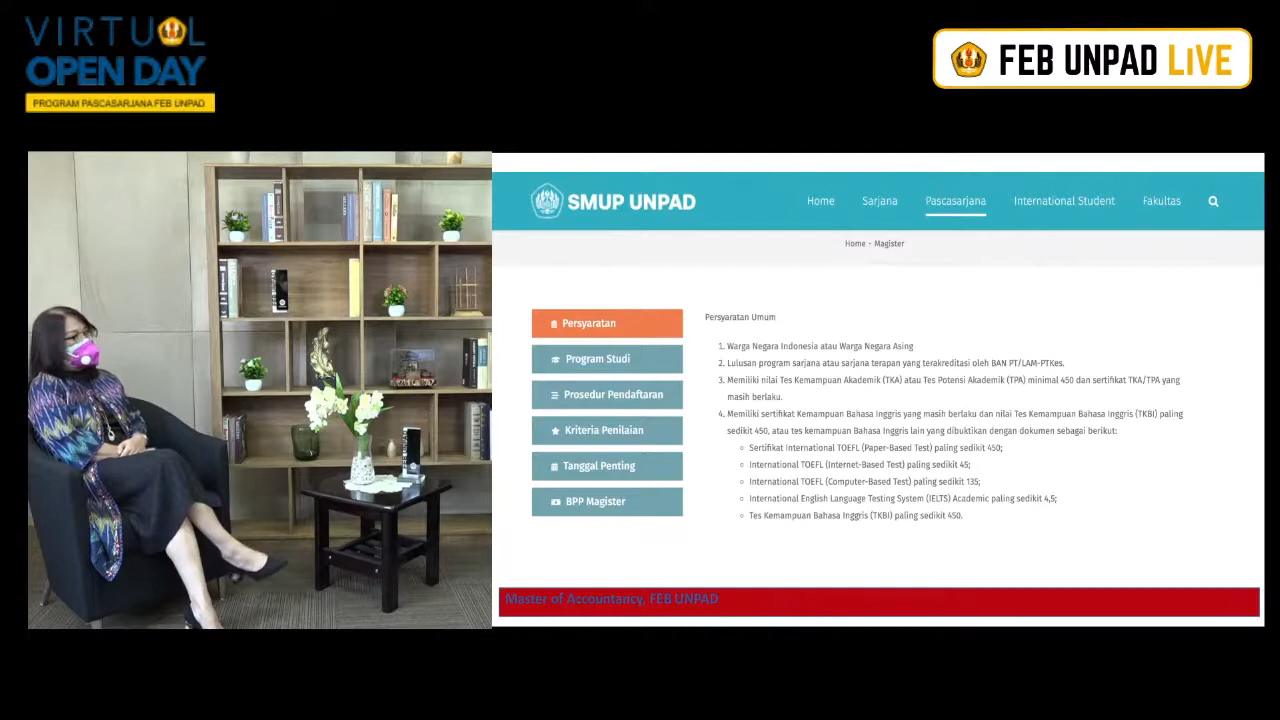 VIRTUAL
OPEN DAY
PROGRAM PASCASARJANA FEB UNPAD
FEB UNPAD LIVE
SMUP UNPAD
Home
Sarjana
Pascasarjana
International Student
Fakultas
Home - Magister
Persyaratan
Program Studi
Prosedur Pendaftaran
Kriteria Penilaian
Tanggal Penting
BPP Magister
Persyaratan Umum
1. Warga Negara Indonesia atau Warga Negara Asing
2. Lulusan program sarjana atau sarjana terapan yang terakreditasi oleh BAN PT/LAM-PTKes.
3. Memiliki nilai Tes Kemampuan Akademik (TKA) atau Tes Potensi Akademik (TPA) minimal 450 dan sertifikat TKA/TPA yang
masih berlaku.
4. Memiliki sertifikat Kemampuan Bahasa Inggris yang masih berlaku dan nilai Tes Kemampuan Bahasa Inggris (TKBI) paling
sedikit 450, atau tes kemampuan Bahasa Inggris lain yang dibuktikan dengan dokumen sebagai berikut:
Sertifikat International TOEFL (Paper-Based Test) paling sedikit 450;
International TOEFL (Internet-Based Test) paling sedikit 45;
International TOEFL (Computer-Based Test) paling sedikit 135;
International English Language Testing System (IELTS) Academic paling sedikit 4,5;
Tes Kemampuan Bahasa Inggris (TKBI) paling sedikit 450.
Master of Accountancy, FEB UNPAD